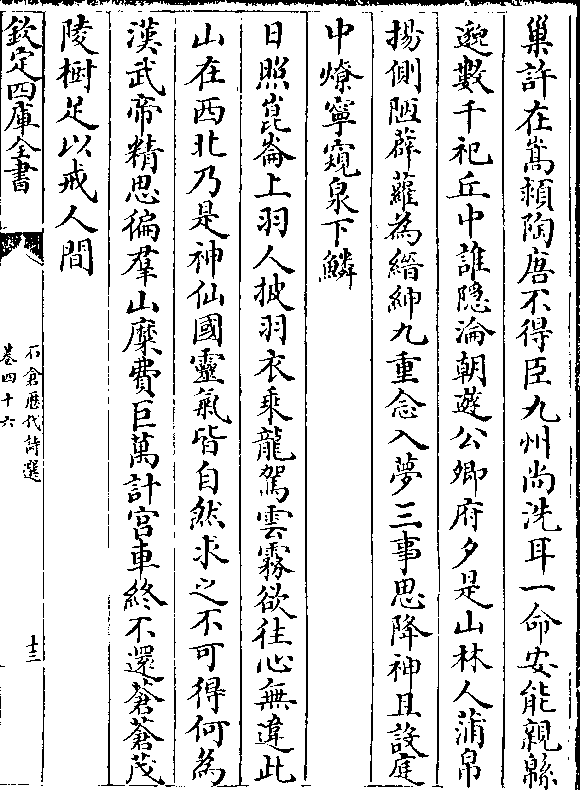 巢許在嵩頴陶唐不得臣九州尚洗耳一命安能親緜
邈數千祀丘中誰隠淪朝遊公卿府夕是山林人蒲帛
揚側陋薜蘿為縉紳九重念入夢三事思降神且設庭
中燎寧窺泉下鱗
日照崑崙上羽人披羽衣乘龍駕雲霧欲往心無違此
山在西北乃是神仙國靈氣皆自然求之不可得何為
漢武帝精思徧羣山糜費巨萬計宫車終不還蒼蒼茂
陵樹足以戒人間
欽定四庫全書
石倉歴代詩選
卷四十六
十三